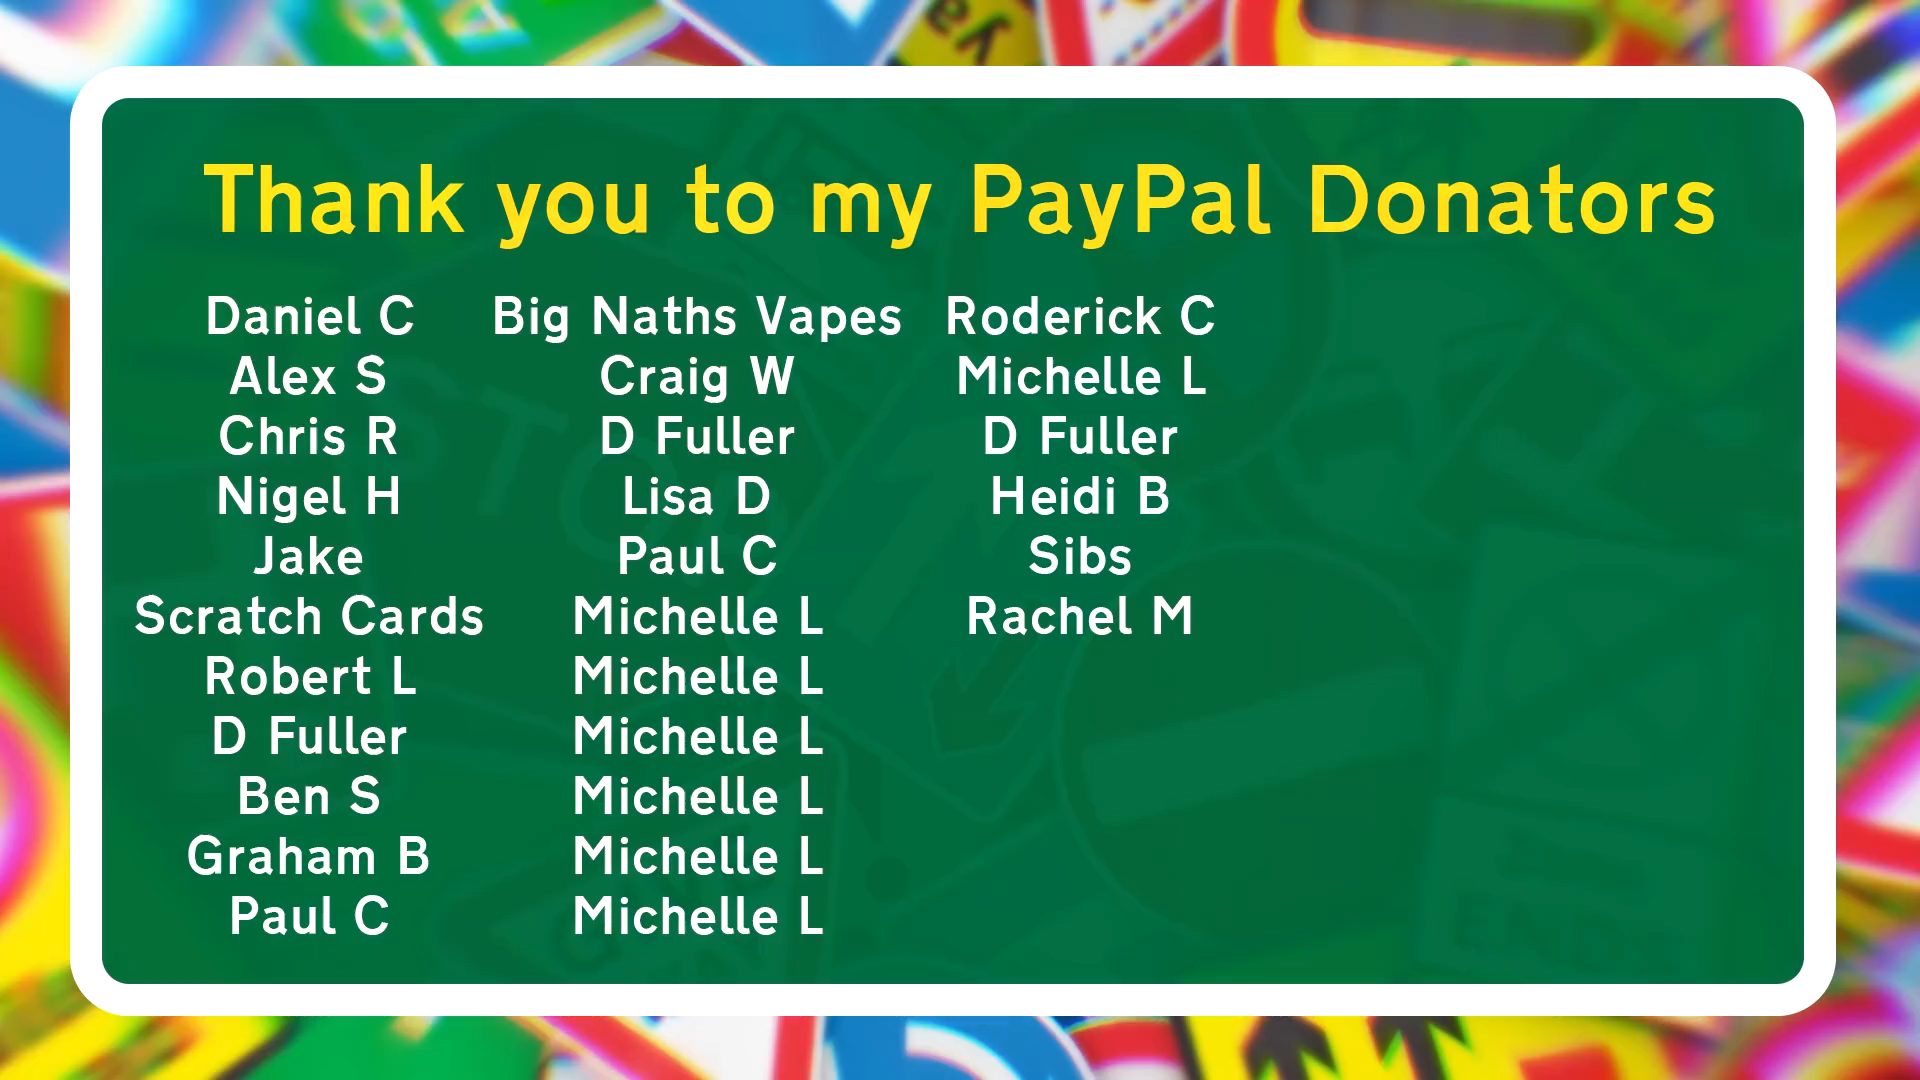 Thank you to my PayPal Donators
Daniel C
Alex S
Chris R
Nigel H
Jake
Scratch Cards
Robert L
D Fuller
Ben S
Graham B
Paul C
Big Naths Vapes
Craig W
D Fuller
Lisa D
Paul C
Michelle L
Michelle L
Michelle L
Michelle L
Michelle L
Michelle L
Roderick C
Michelle L
D Fuller
Heidi B
Sibs
Rachel M